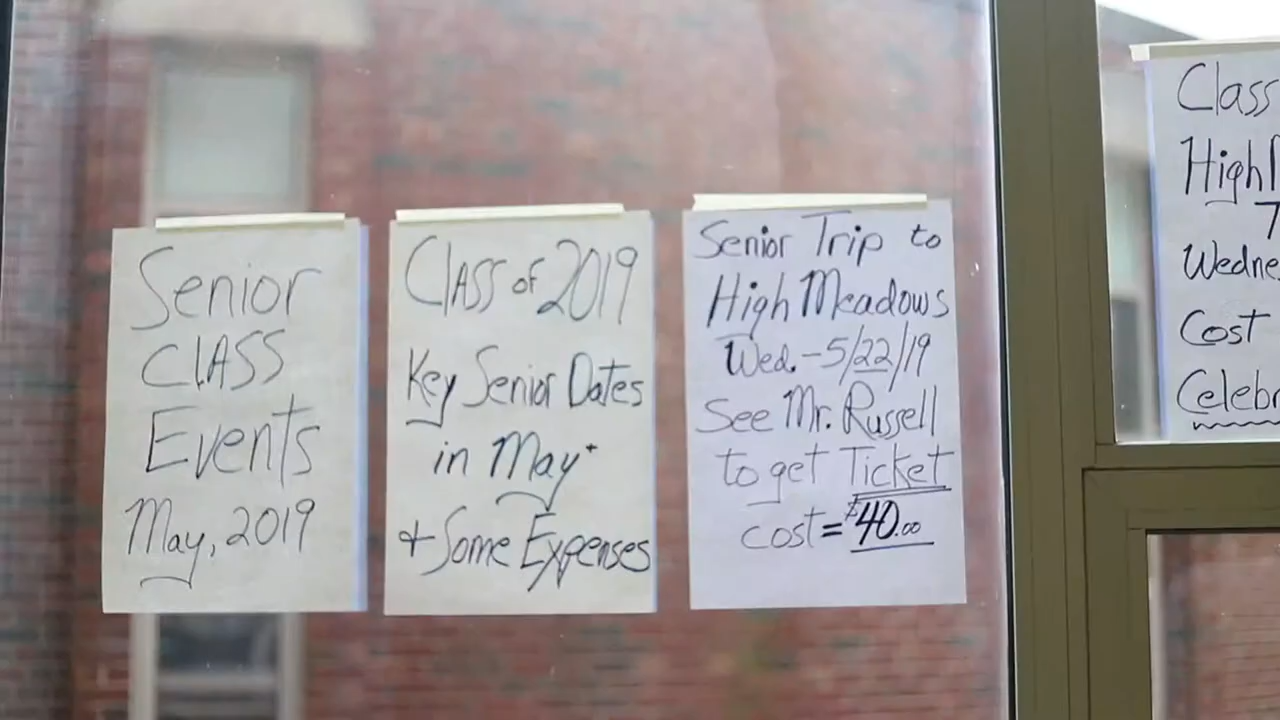 Senior
CLASS
Events
May, 2019
CLASS of 2019
Key Senior Dates
in May
+ Some Expenses
Senior Trip to
High Meadows
Wed. - 5/22/19
See Mr. Russell
to get Ticket
cost = $40.00
Class
High
7
Wedne
Cost
Celebr